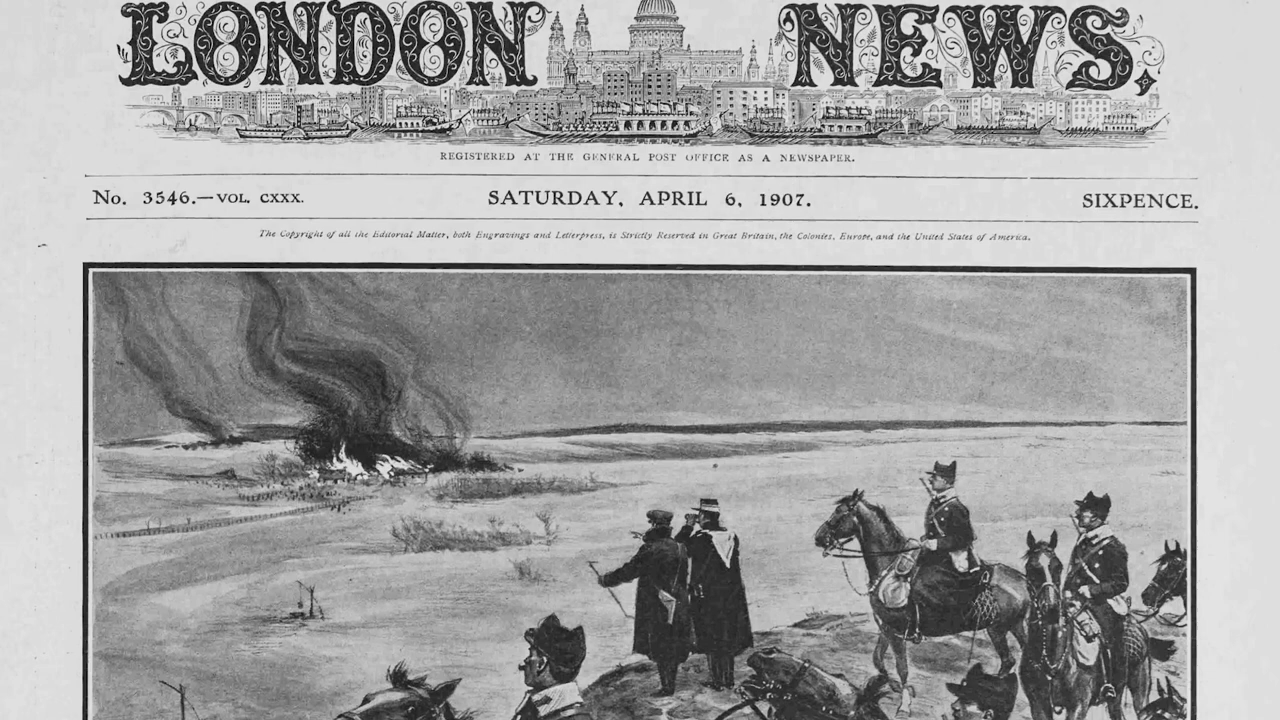 LONDON NEWS.
REGISTERED AT THE GENERAL POST OFFICE AS A NEWSPAPER.
No. 3546.—VOL. CXXX. SATURDAY, APRIL 6, 1907. SIXPENCE.
The Copyright of all the Editorial Matter, both Engravings and Letterpress, is Strictly Reserved in Great Britain, the Colonies, Europe, and the United States of America.